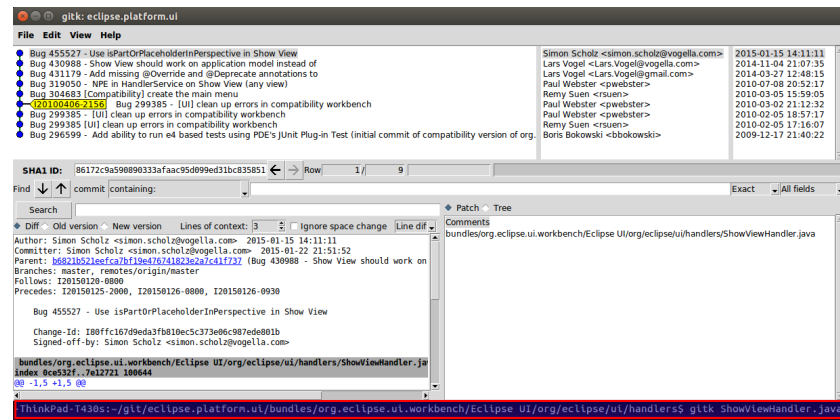 gitk: eclipse.platform.ui
File Edit View Help
Bug 455527 - Use isPartOrPlaceholderInPerspective in Show View Simon Scholz <simon.scholz@vogella.com> 2015-01-15 14:11:11
Bug 430988 - Show View should work on application model instead of Lars Vogel <Lars.Vogel@vogella.com> 2014-11-04 21:07:35
Bug 431179 - Add missing @Override and @Deprecate annotations to Lars Vogel <Lars.Vogel@gmail.com> 2014-03-27 12:48:15
Bug 319050 - NPE in HandlerService on Show View (any view) Paul Webster <pwebster> 2010-07-08 20:52:17
Bug 304683 [Compatibility] create the main menu Remy Suen <rsuen> 2010-03-05 15:59:05
I20100406-2156 Bug 299385 - [UI] clean up errors in compatibility workbench Paul Webster <pwebster> 2010-03-02 21:12:32
Bug 299385 - [UI] clean up errors in compatibility workbench Paul Webster <pwebster> 2010-02-05 18:57:17
Bug 299385 [UI] clean up errors in compatibility workbench Remy Suen <rsuen> 2010-02-05 17:16:07
Bug 296599 - Add ability to run e4 based tests using PDE's JUnit Plug-in Test (initial commit of compatibility version of org. Boris Bokowski <bbokowski> 2009-12-17 21:40:22
SHA1 ID: 86172c9a590890333afaac95d099ed31bc835851 Row 1 / 9
Find commit containing: Exact All fields
Search
Diff Old version New version Lines of context: 3 Ignore space change Line dif
Patch Tree
Author: Simon Scholz <simon.scholz@vogella.com> 2015-01-15 14:11:11
Committer: Simon Scholz <simon.scholz@vogella.com> 2015-01-22 21:51:52
Parent: b6821b521eefca7bf19e476741823e2a7c41f737 (Bug 430988 - Show View should work on
Branches: master, remotes/origin/master
Follows: I20150120-0800
Precedes: I20150125-2000, I20150126-0800, I20150126-0930
Bug 455527 - Use isPartOrPlaceholderInPerspective in Show View
Change-Id: I80ffc167d9eda3fb810ec5c373e06c987ede801b
Signed-off-by: Simon Scholz <simon.scholz@vogella.com>
bundles/org.eclipse.ui.workbench/Eclipse UI/org/eclipse/ui/handlers/ShowViewHandler.ja
index 0ce532f..7e12721 100644
@@ -1,5 +1,5 @@
Comments
bundles/org.eclipse.ui.workbench/Eclipse UI/org/eclipse/ui/handlers/ShowViewHandler.java
-ThinkPad-T430s:~/git/eclipse.platform.ui/bundles/org.eclipse.ui.workbench/Eclipse UI/org/eclipse/ui/handlers$ gitk ShowViewHandler.java